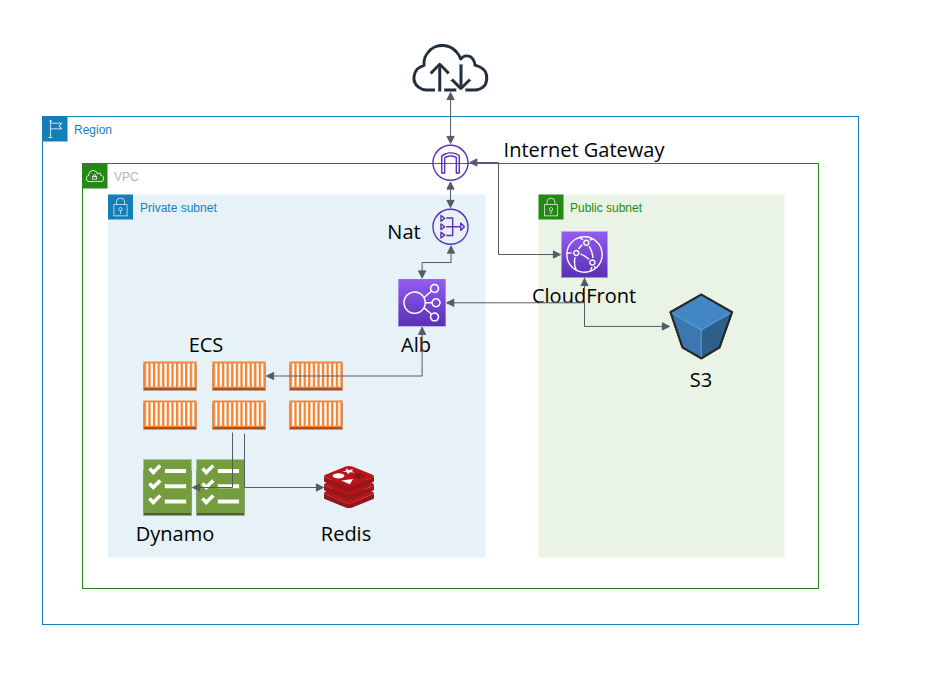 Region
Internet Gateway
VPC
Private subnet
Public subnet
Nat
CloudFront
ECS
Alb
S3
Dynamo
Redis